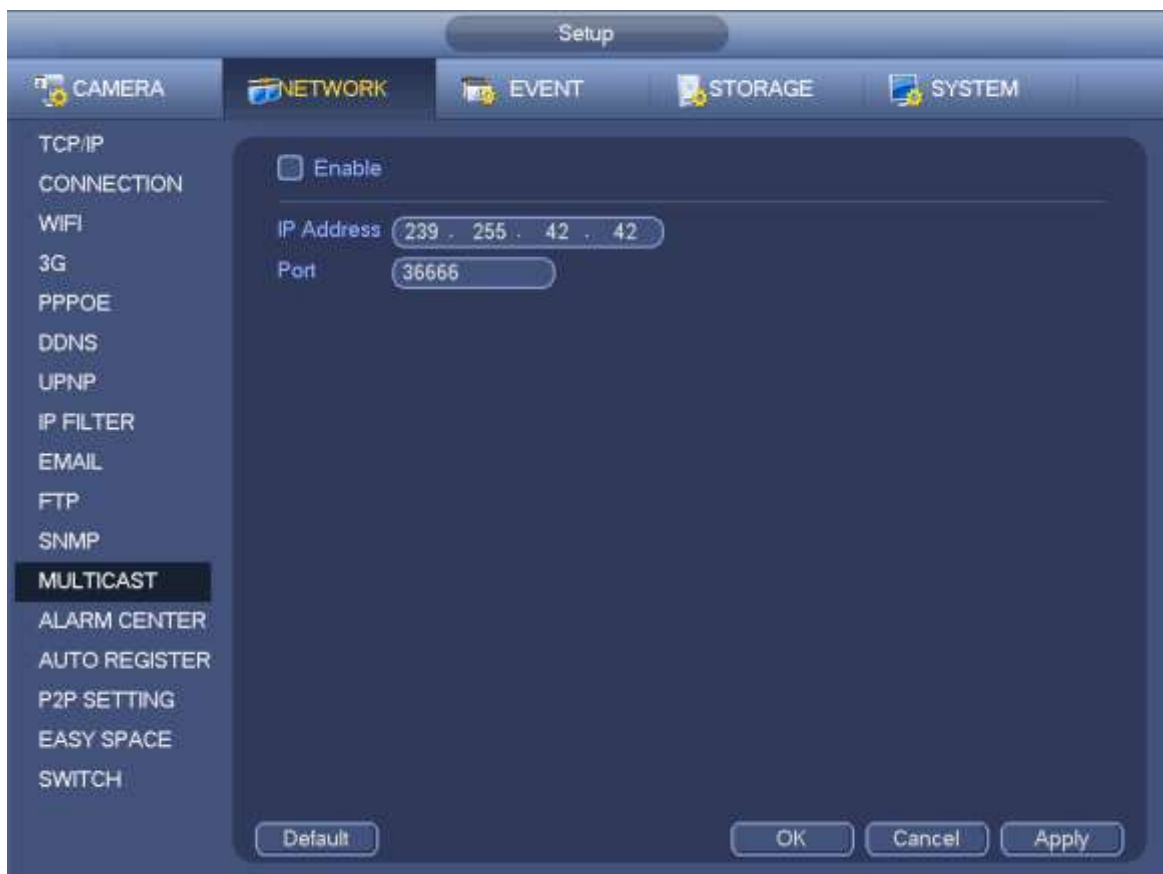 Setup
CAMERA NETWORK EVENT STORAGE SYSTEM
TCP/IP
CONNECTION
WIFI
3G
PPPOE
DDNS
UPNP
IP FILTER
EMAIL
FTP
SNMP
MULTICAST
ALARM CENTER
AUTO REGISTER
P2P SETTING
EASY SPACE
SWITCH
Enable
IP Address 239 . 255 . 42 . 42
Port 36666
Default OK Cancel Apply